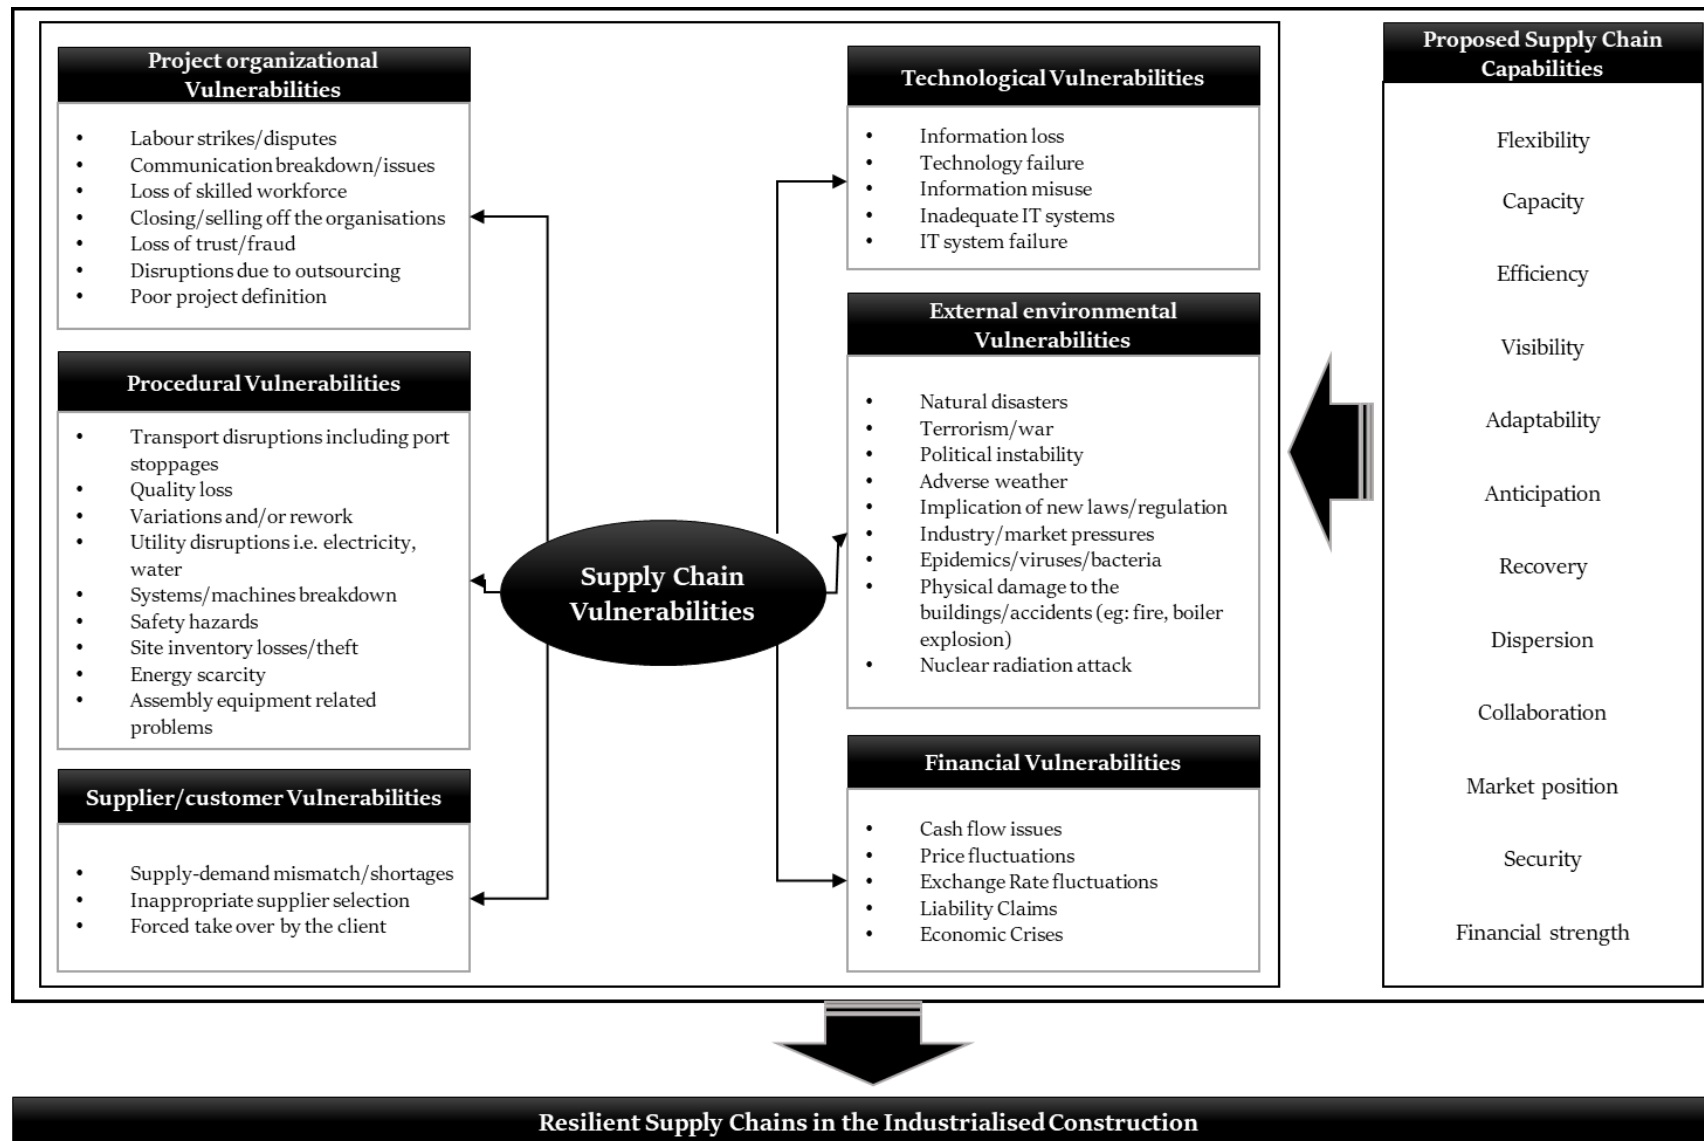 Project organizational
Vulnerabilities
• Labour strikes/disputes
• Communication breakdown/issues
• Loss of skilled workforce
• Closing/selling off the organisations
• Loss of trust/fraud
• Disruptions due to outsourcing
• Poor project definition
Procedural Vulnerabilities
• Transport disruptions including port
stoppages
• Quality loss
• Variations and/or rework
• Utility disruptions i.e. electricity,
water
• Systems/machines breakdown
• Safety hazards
• Site inventory losses/theft
• Energy scarcity
• Assembly equipment related
problems
Supplier/customer Vulnerabilities
• Supply-demand mismatch/shortages
• Inappropriate supplier selection
• Forced take over by the client
Supply Chain
Vulnerabilities
Technological Vulnerabilities
• Information loss
• Technology failure
• Information misuse
• Inadequate IT systems
• IT system failure
External environmental
Vulnerabilities
• Natural disasters
• Terrorism/war
• Political instability
• Adverse weather
• Implication of new laws/regulation
• Industry/market pressures
• Epidemics/viruses/bacteria
• Physical damage to the
buildings/accidents (eg: fire, boiler
explosion)
• Nuclear radiation attack
Financial Vulnerabilities
• Cash flow issues
• Price fluctuations
• Exchange Rate fluctuations
• Liability Claims
• Economic Crises
Proposed Supply Chain
Capabilities
Flexibility
Capacity
Efficiency
Visibility
Adaptability
Anticipation
Recovery
Dispersion
Collaboration
Market position
Security
Financial strength
Resilient Supply Chains in the Industrialised Construction